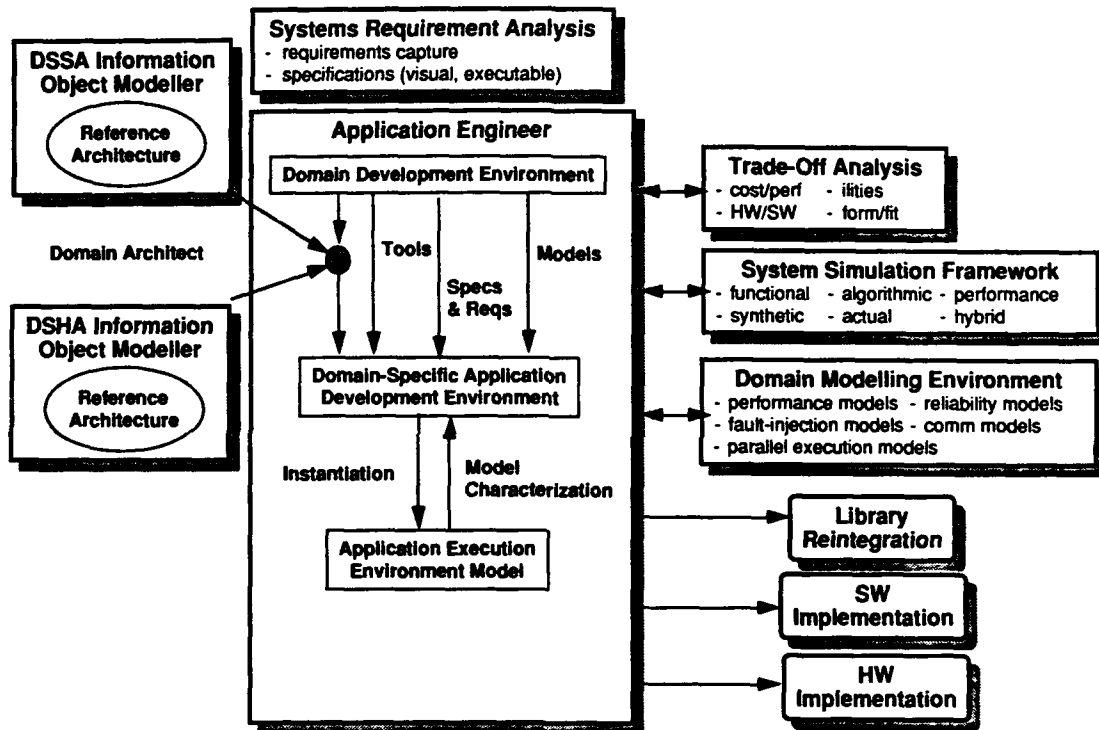 Systems Requirement Analysis
- requirements capture
- specifications (visual, executable)
DSSA Information
Object Modeller
Reference
Architecture
Domain Architect
DSHA Information
Object Modeller
Reference
Architecture
Application Engineer
Domain Development Environment
Tools
Models
Specs
& Reqs
Domain-Specific Application
Development Environment
Instantiation
Model
Characterization
Application Execution
Environment Model
Trade-Off Analysis
- cost/perf - ilities
- HW/SW - form/fit
System Simulation Framework
- functional - algorithmic - performance
- synthetic - actual - hybrid
Domain Modelling Environment
- performance models - reliability models
- fault-injection models - comm models
- parallel execution models
Library
Reintegration
SW
Implementation
HW
Implementation